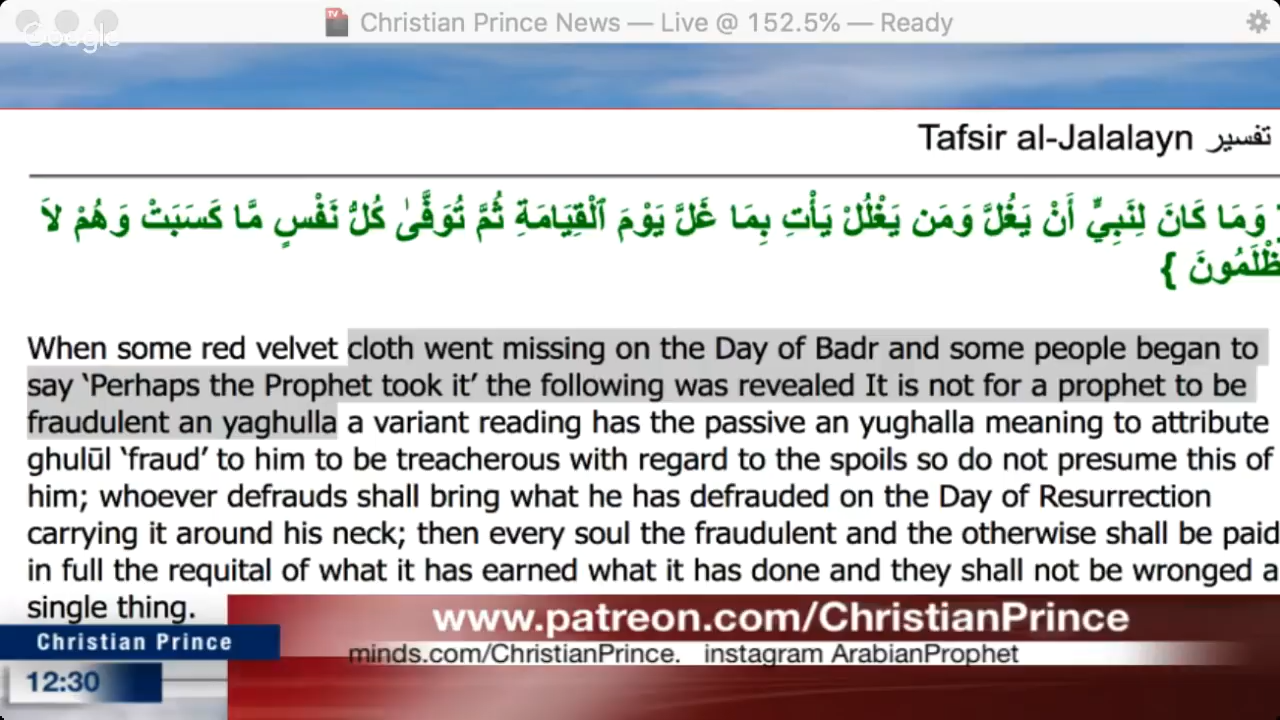 Christian Prince News — Live @ 152.5% — Ready
Google
Tafsir al-Jalalayn تفسير
وَمَا كَانَ لِنَبِيٍّ أَنْ يَغُلَّ وَمَن يَغْلُلْ يَأْتِ بِمَا غَلَّ يَوْمَ ٱلْقِيَامَةِ ثُمَّ تُوَفَّىٰ كُلُّ نَفْسٍ مَّا كَسَبَتْ وَهُمْ لاَ
ظْلَمُونَ }
When some red velvet cloth went missing on the Day of Badr and some people began to
say ‘Perhaps the Prophet took it’ the following was revealed It is not for a prophet to be
fraudulent an yaghulla a variant reading has the passive an yughalla meaning to attribute
ghulūl ‘fraud’ to him to be treacherous with regard to the spoils so do not presume this of
him; whoever defrauds shall bring what he has defrauded on the Day of Resurrection
carrying it around his neck; then every soul the fraudulent and the otherwise shall be paid
in full the requital of what it has earned what it has done and they shall not be wronged a
single thing.
www.patreon.com/ChristianPrince
Christian Prince
minds.com/ChristianPrince. instagram ArabianProphet
12:30